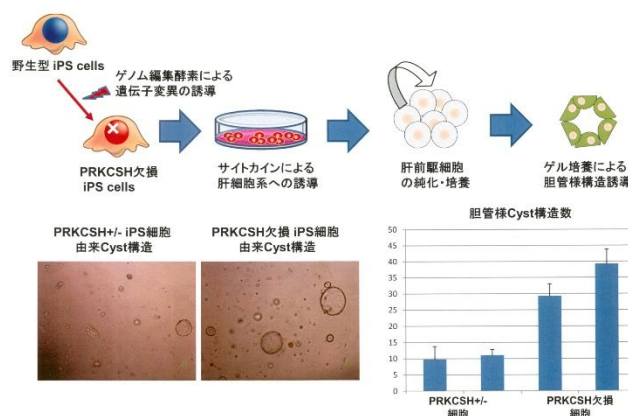 野生型 iPS cells
ゲノム編集酵素による
遺伝子変異の誘導
PRKCSH欠損
iPS cells
サイトカインによる
肝細胞系への誘導
肝前駆細胞
の純化・培養
ゲル培養による
胆管様構造誘導
PRKCSH+/- iPS細胞
由来Cyst構造
PRKCSH欠損 iPS細胞
由来Cyst構造
胆管様Cyst構造数
50
45
40
35
30
25
20
15
10
5
0
PRKCSH+/-
細胞
PRKCSH欠損
細胞